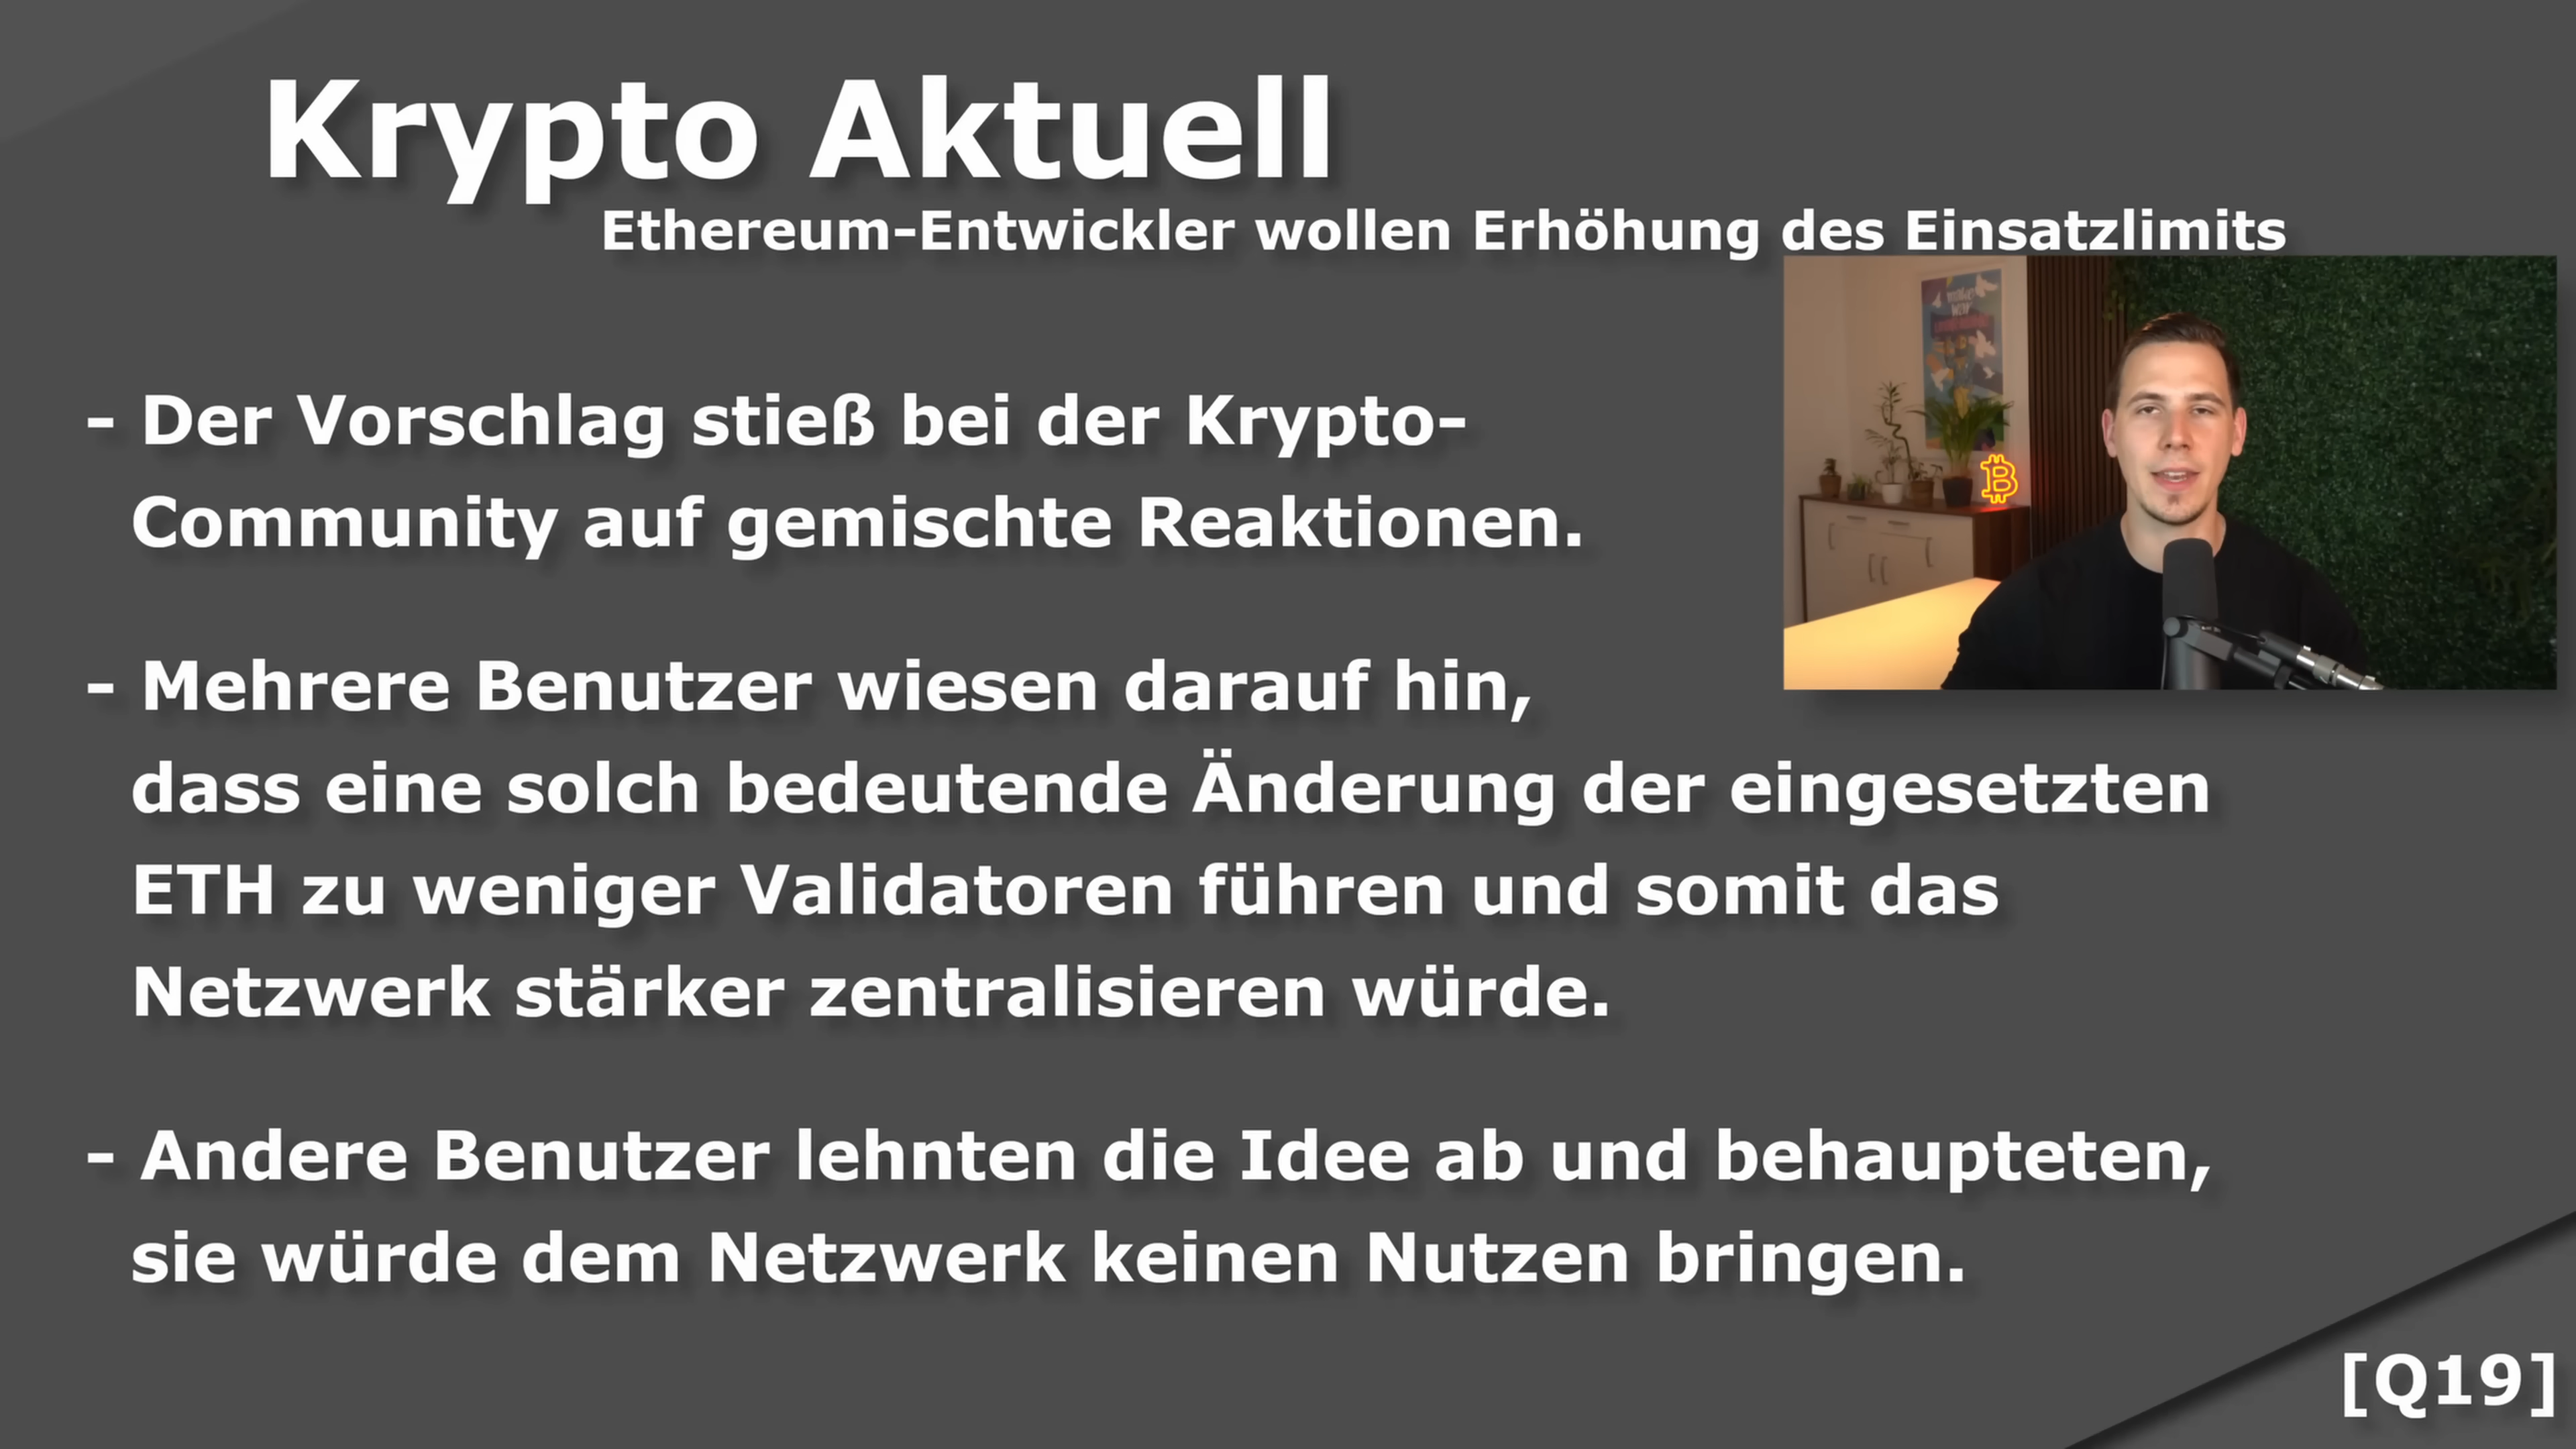 Krypto Aktuell
Ethereum-Entwickler wollen Erhöhung des Einsatzlimits
- Der Vorschlag stieß bei der Krypto-
Community auf gemischte Reaktionen.
- Mehrere Benutzer wiesen darauf hin,
dass eine solch bedeutende Änderung der eingesetzten
ETH zu weniger Validatoren führen und somit das
Netzwerk stärker zentralisieren würde.
- Andere Benutzer lehnten die Idee ab und behaupteten,
sie würde dem Netzwerk keinen Nutzen bringen.
[Q19]